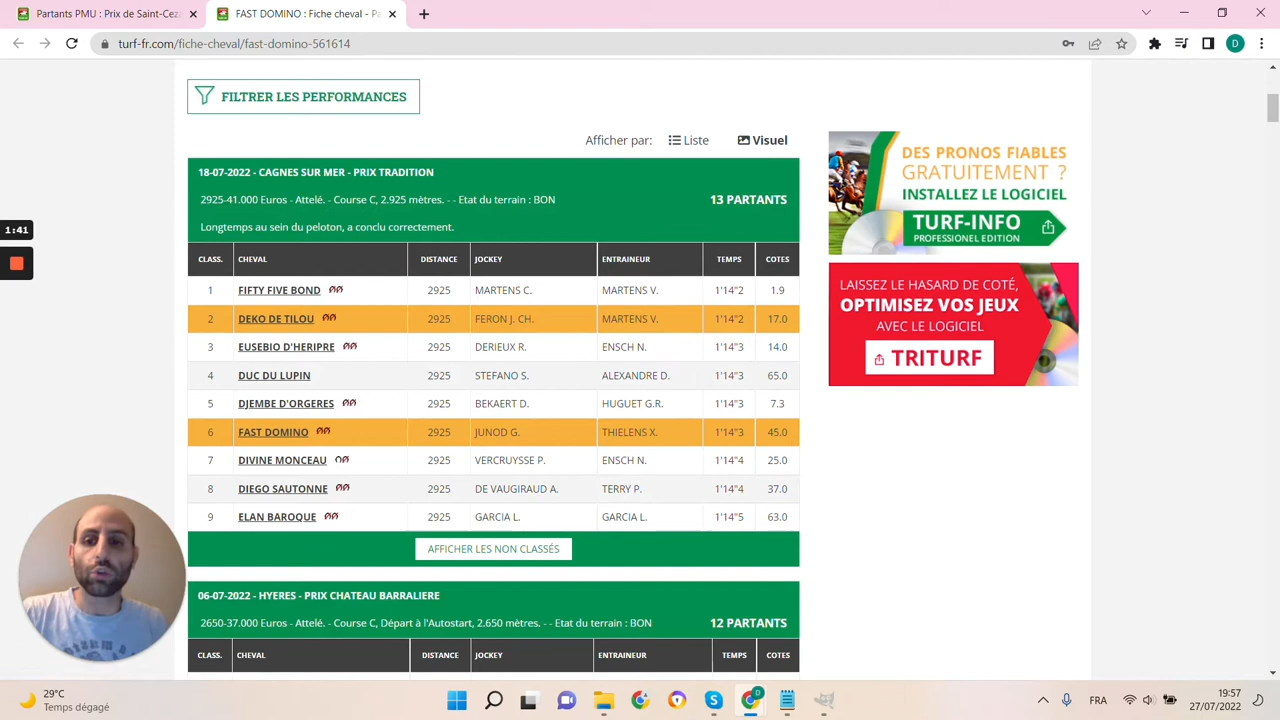 Partants PMU : Prix de Saint-Cez
FAST DOMINO : Fiche cheval - Pa
turf-fr.com/fiche-cheval/fast-domino-561614
D
FILTRER LES PERFORMANCES
Afficher par: Liste Visuel
18-07-2022 - CAGNES SUR MER - PRIX TRADITION
2925-41.000 Euros - Attelé. - Course C, 2.925 mètres. - - Etat du terrain : BON 13 PARTANTS
Longtemps au sein du peloton, a conclu correctement.
CLASS. CHEVAL DISTANCE JOCKEY ENTRAINEUR TEMPS COTES
1 FIFTY FIVE BOND 2925 MARTENS C. MARTENS V. 1'14"2 1.9
2 DEKO DE TILOU 2925 FERON J. CH. MARTENS V. 1'14"2 17.0
3 EUSEBIO D'HERIPRE 2925 DERIEUX R. ENSCH N. 1'14"3 14.0
4 DUC DU LUPIN 2925 STEFANO S. ALEXANDRE D. 1'14"3 65.0
5 DJEMBE D'ORGERES 2925 BEKAERT D. HUGUET G.R. 1'14"3 7.3
6 FAST DOMINO 2925 JUNOD G. THIELENS X. 1'14"3 45.0
7 DIVINE MONCEAU 2925 VERCRUYSSE P. ENSCH N. 1'14"4 25.0
8 DIEGO SAUTONNE 2925 DE VAUGIRAUD A. TERRY P. 1'14"4 37.0
9 ELAN BAROQUE 2925 GARCIA L. GARCIA L. 1'14"5 63.0
AFFICHER LES NON CLASSÉS
06-07-2022 - HYERES - PRIX CHATEAU BARRALIERE
2650-37.000 Euros - Attelé. - Course C, Départ à l'Autostart, 2.650 mètres. - - Etat du terrain : BON 12 PARTANTS
CLASS. CHEVAL DISTANCE JOCKEY ENTRAINEUR TEMPS COTES
DES PRONOS FIABLES
GRATUITEMENT ?
INSTALLEZ LE LOGICIEL
TURF-INFO
PROFESSIONEL EDITION
LAISSEZ LE HASARD DE COTÉ,
OPTIMISEZ VOS JEUX
AVEC LE LOGICIEL
TRITURF
1:41
29°C
Temps dégagé
D
FRA
19:57
27/07/2022